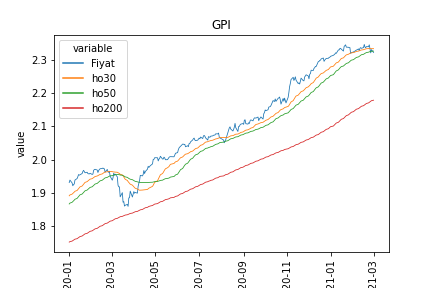 GPI
variable
Fiyat
ho30
ho50
ho200
value
2.3
2.2
2.1
2.0
1.9
1.8
20-01
20-03
20-05
20-07
20-09
20-11
21-01
21-03